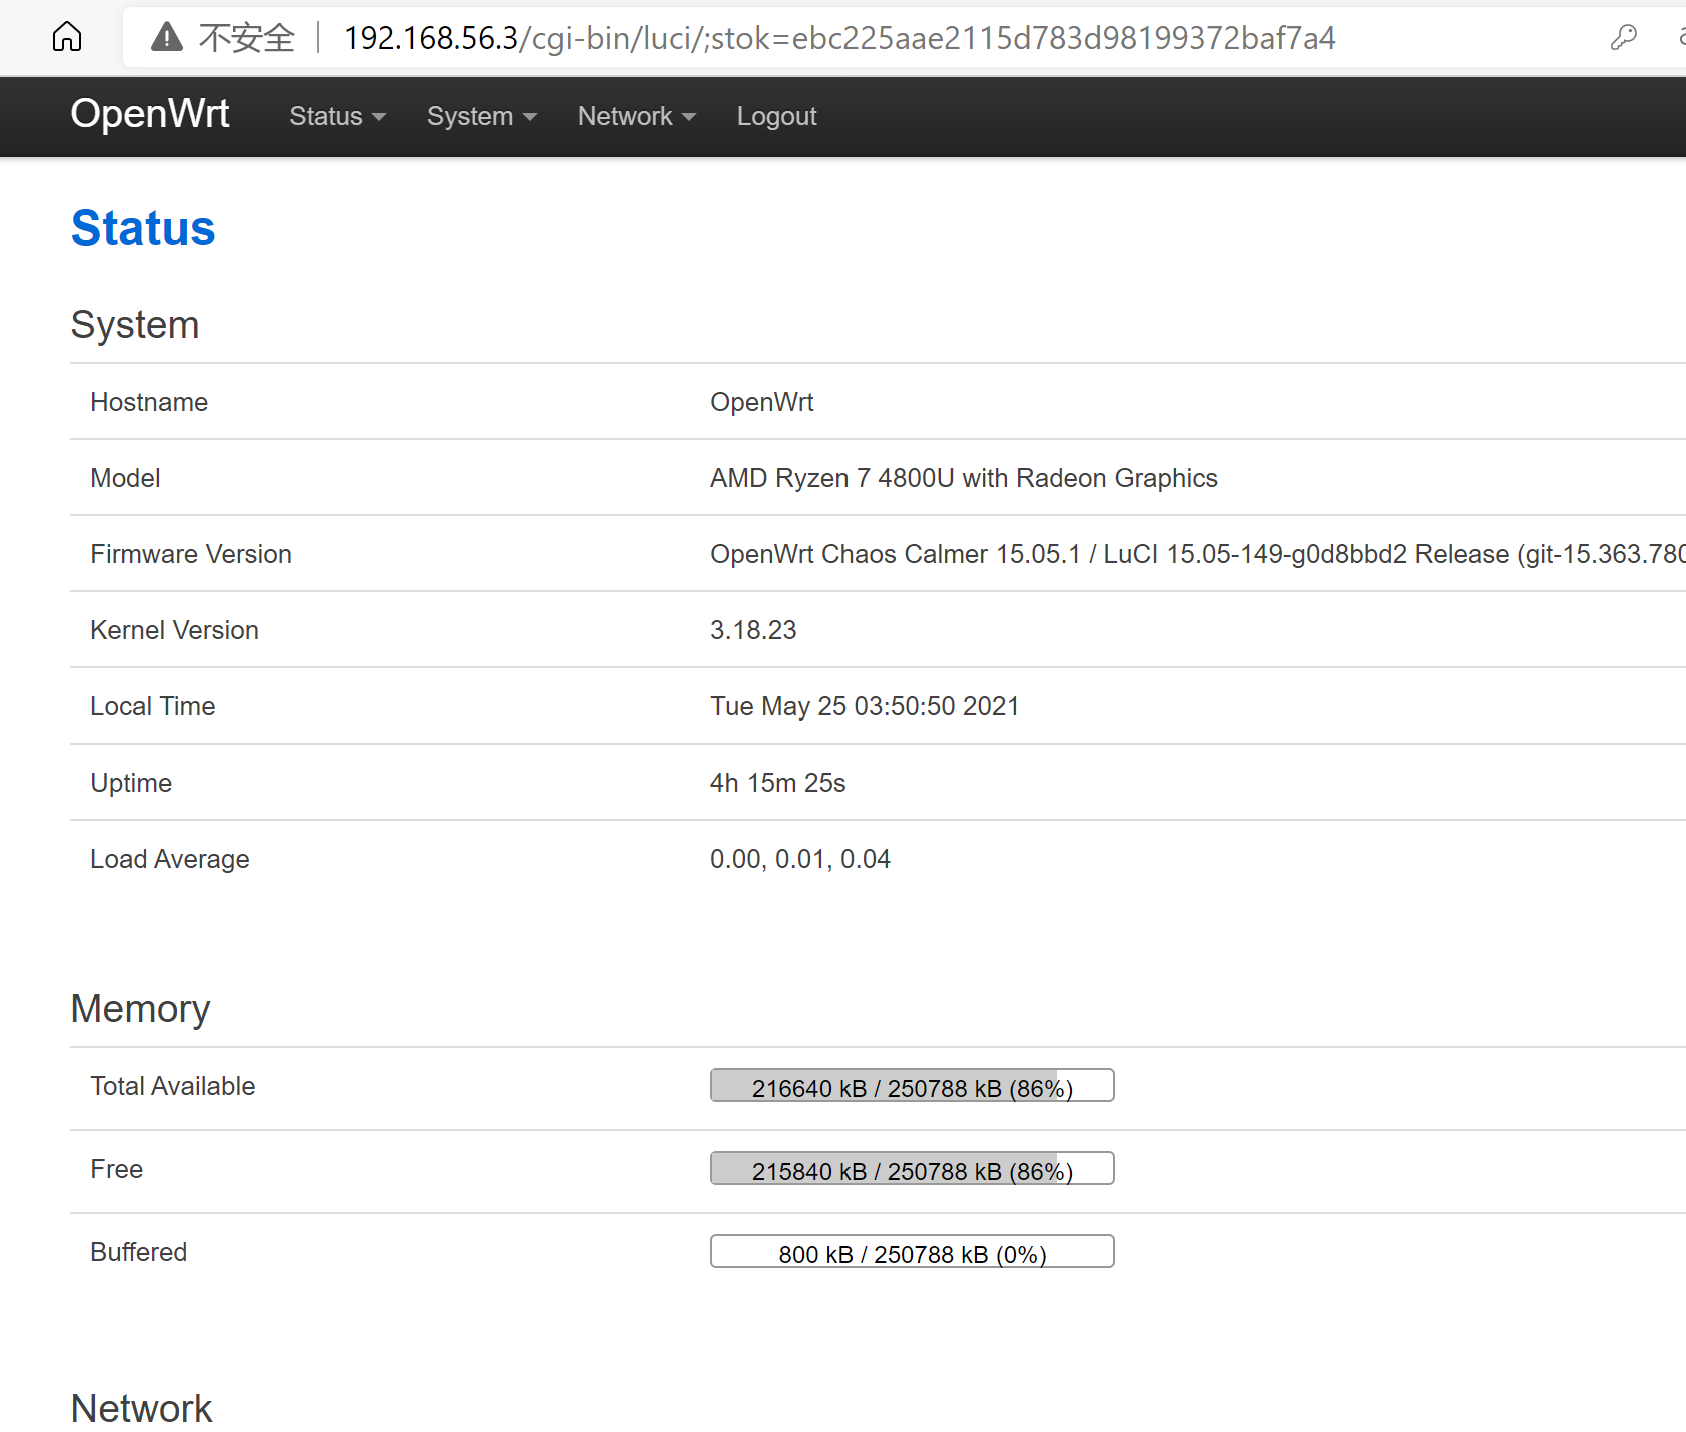 不安全 192.168.56.3/cgi-bin/luci/;stok=ebc225aae2115d783d98199372baf7a4
OpenWrt Status System Network Logout
Status
System
Hostname OpenWrt
Model AMD Ryzen 7 4800U with Radeon Graphics
Firmware Version OpenWrt Chaos Calmer 15.05.1 / LuCI 15.05-149-g0d8bbd2 Release (git-15.363.780
Kernel Version 3.18.23
Local Time Tue May 25 03:50:50 2021
Uptime 4h 15m 25s
Load Average 0.00, 0.01, 0.04
Memory
Total Available 216640 kB / 250788 kB (86%)
Free 215840 kB / 250788 kB (86%)
Buffered 800 kB / 250788 kB (0%)
Network